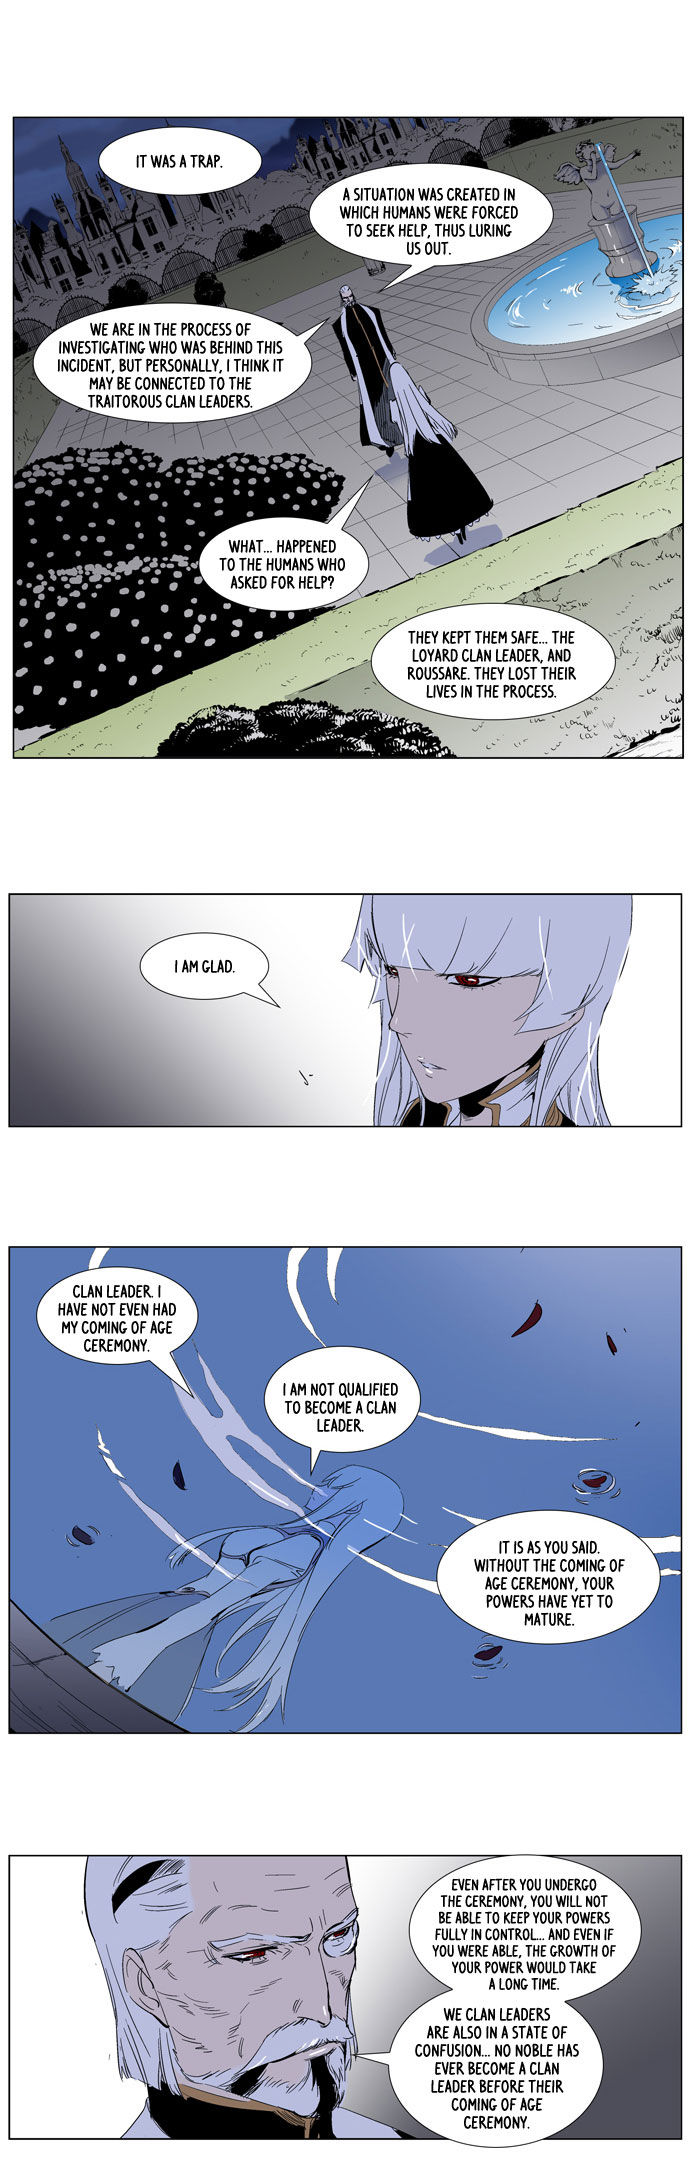 IT WAS A TRAP.
A SITUATION WAS CREATED IN
WHICH HUMANS WERE FORCED
TO SEEK HELP, THUS LURING
US OUT.
WE ARE IN THE PROCESS OF
INVESTIGATING WHO WAS BEHIND THIS
INCIDENT, BUT PERSONALLY, I THINK IT
MAY BE CONNECTED TO THE
TRAITOROUS CLAN LEADERS.
WHAT... HAPPENED
TO THE HUMANS WHO
ASKED FOR HELP?
THEY KEPT THEM SAFE... THE
LOYARD CLAN LEADER, AND
ROUSSARE. THEY LOST THEIR
LIVES IN THE PROCESS.
I AM GLAD.
CLAN LEADER. I
HAVE NOT EVEN HAD
MY COMING OF AGE
CEREMONY.
I AM NOT QUALIFIED
TO BECOME A CLAN
LEADER.
IT IS AS YOU SAID.
WITHOUT THE COMING OF
AGE CEREMONY, YOUR
POWERS HAVE YET TO
MATURE.
EVEN AFTER YOU UNDERGO
THE CEREMONY, YOU WILL NOT
BE ABLE TO KEEP YOUR POWERS
FULLY IN CONTROL... AND EVEN IF
YOU WERE ABLE, THE GROWTH OF
YOUR POWER WOULD TAKE
A LONG TIME.
WE CLAN LEADERS
ARE ALSO IN A STATE OF
CONFUSION... NO NOBLE HAS
EVER BECOME A CLAN
LEADER BEFORE THEIR
COMING OF AGE
CEREMONY.